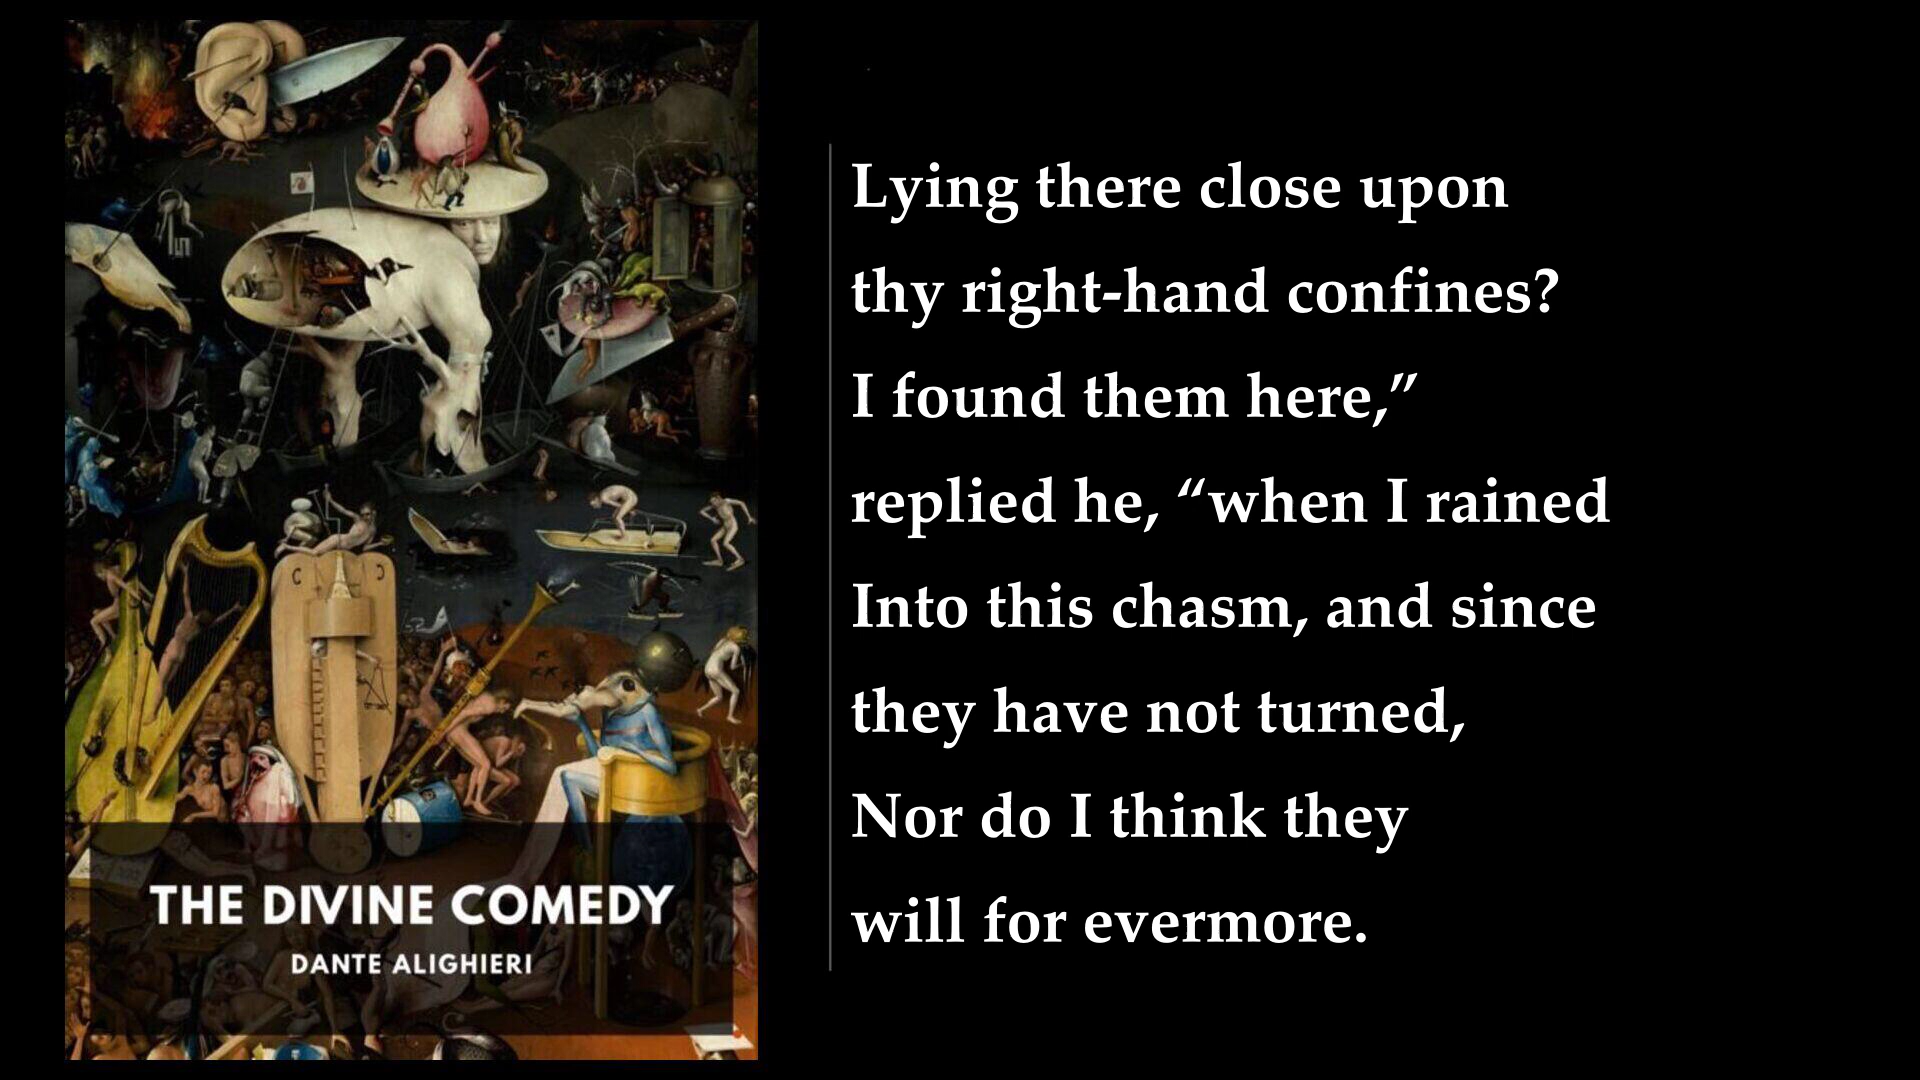 THE DIVINE COMEDY
DANTE ALIGHIERI
Lying there close upon
thy right-hand confines?
I found them here,”
replied he, “when I rained
Into this chasm, and since
they have not turned,
Nor do I think they
will for evermore.